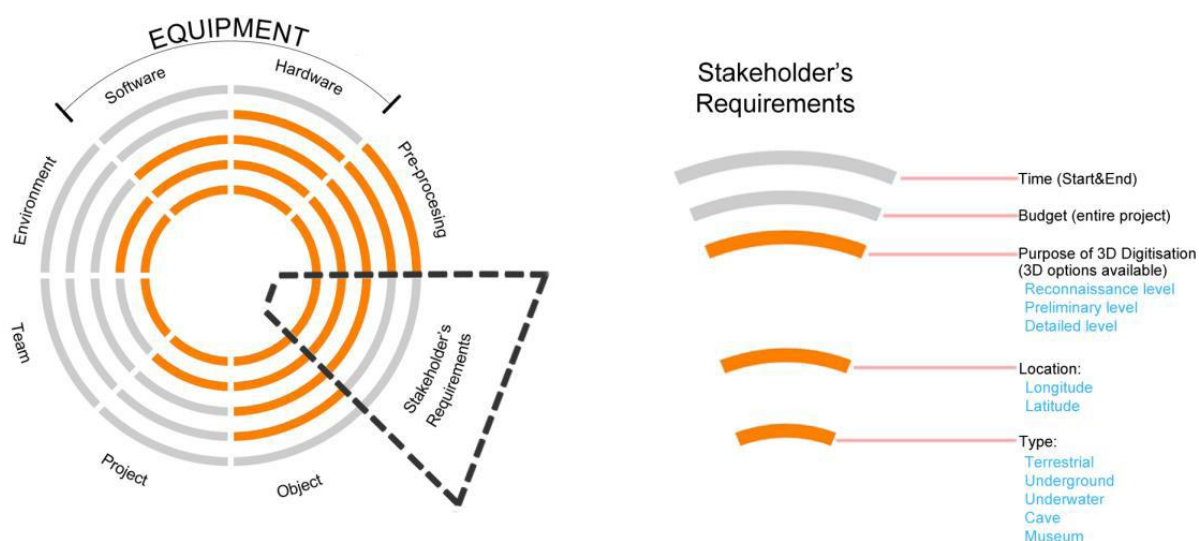 EQUIPMENT
Software
Hardware
Environment
Pre-procesing
Team
Stakeholder's
Requirements
Project
Object
Stakeholder's
Requirements
Time (Start&End)
Budget (entire project)
Purpose of 3D Digitisation
(3D options available)
Reconnaissance level
Preliminary level
Detailed level
Location:
Longitude
Latitude
Type:
Terrestrial
Underground
Underwater
Cave
Museum